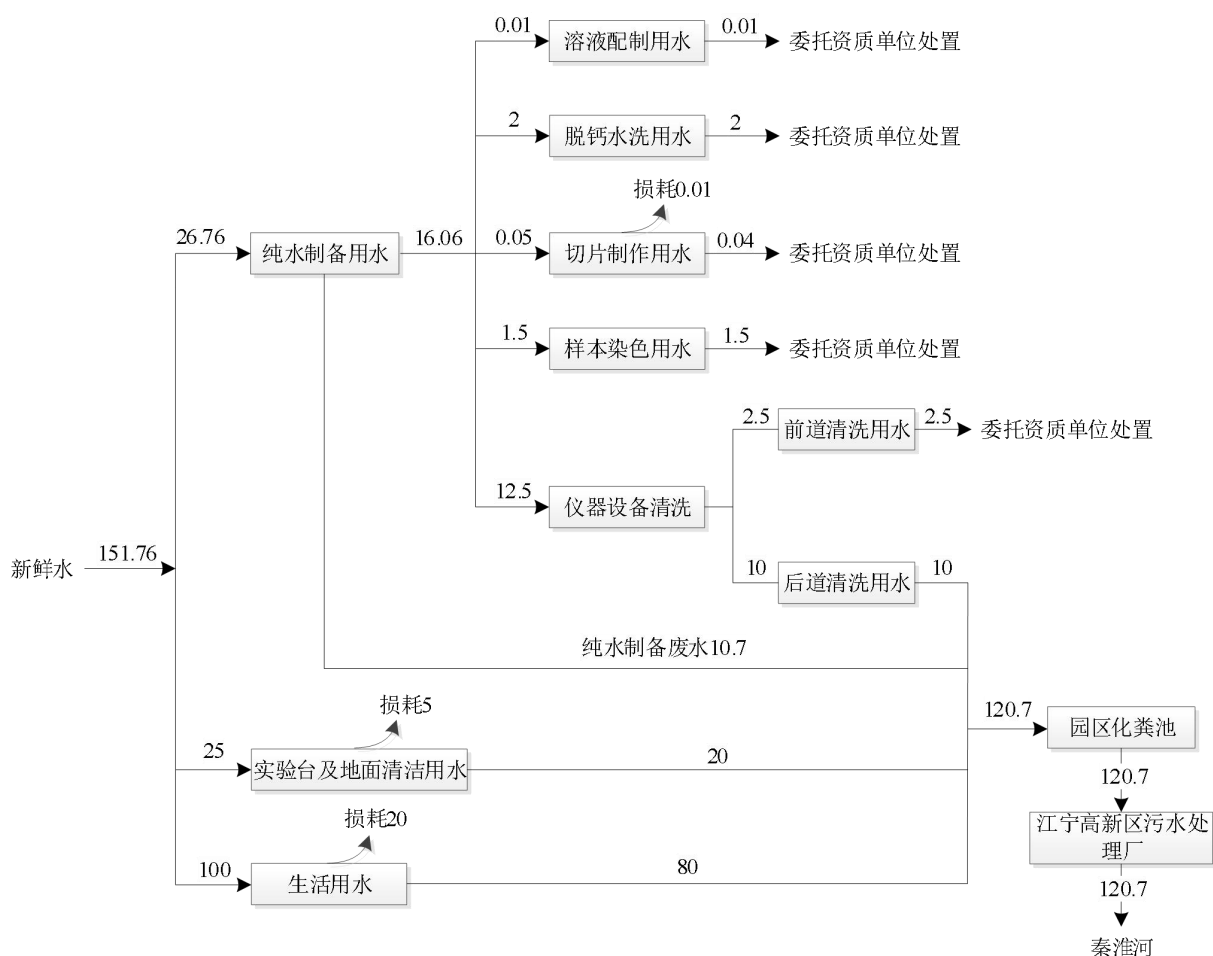 0.01
溶液配制用水
0.01
委托资质单位处置
2
脱钙水洗用水
2
委托资质单位处置
损耗0.01
26.76
纯水制备用水
16.06
0.05
切片制作用水
0.04
委托资质单位处置
1.5
样本染色用水
1.5
委托资质单位处置
2.5
前道清洗用水
2.5
委托资质单位处置
12.5
仪器设备清洗
新鲜水
151.76
10
后道清洗用水
10
纯水制备废水10.7
损耗5
120.7
园区化粪池
25
实验台及地面清洁用水
20
120.7
损耗20
江宁高新区污水处
理厂
100
生活用水
80
120.7
秦淮河